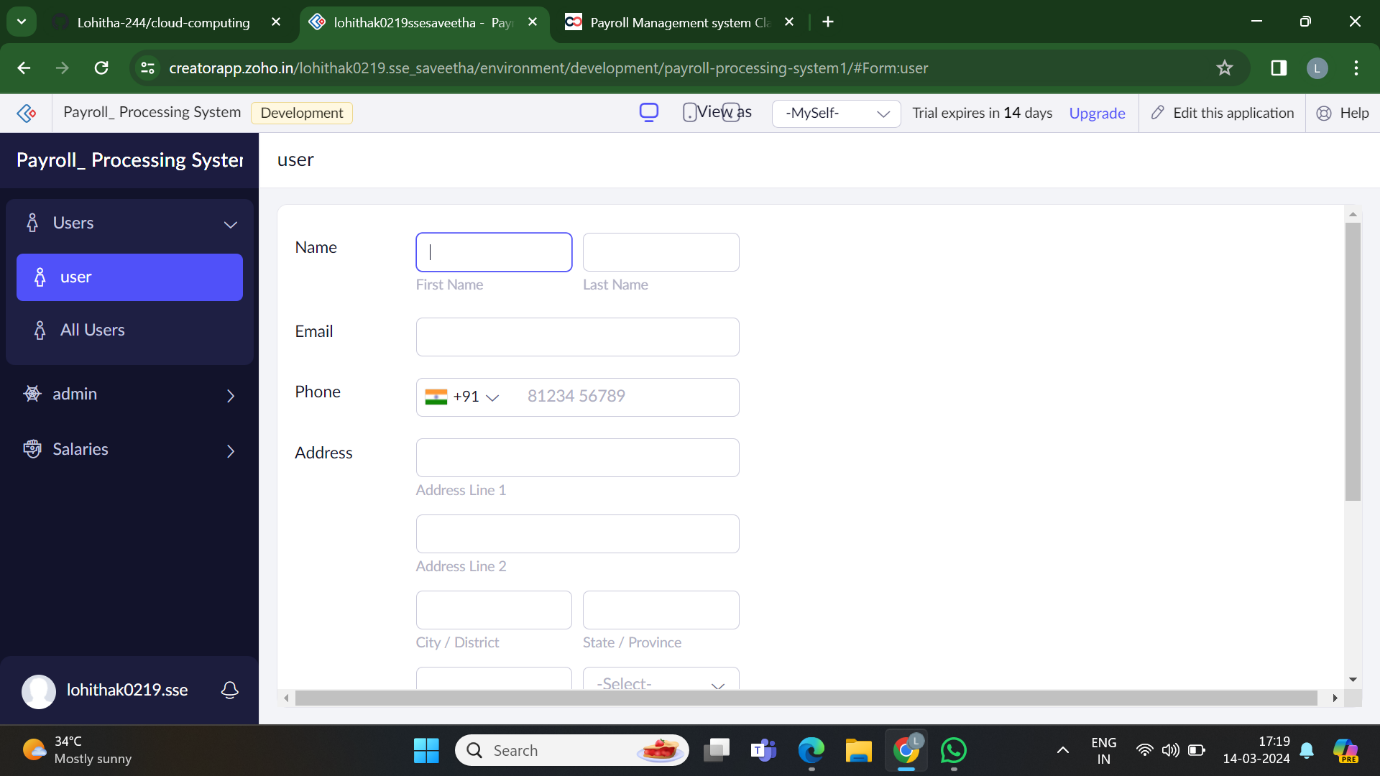 Lohitha-244/cloud-computing
lohithak0219ssesaveetha - Pay
Payroll Management system Cla
creatorapp.zoho.in/lohithak0219.sse_saveetha/environment/development/payroll-processing-system1/#Form:user
L
Payroll_ Processing System
Development
View as
-MySelf-
Trial expires in 14 days
Upgrade
Edit this application
Help
Payroll_ Processing System
user
Users
user
All Users
admin
Salaries
lohithak0219.sse
Name
First Name
Last Name
Email
Phone
+91
81234 56789
Address
Address Line 1
Address Line 2
City / District
State / Province
-Select-
34°C
Mostly sunny
Search
T
L
ENG
IN
17:19
14-03-2024
PRE